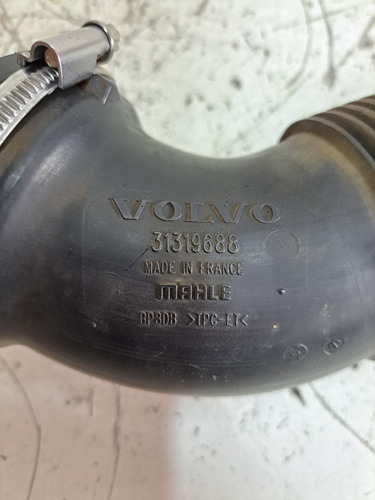 VOLVO
31319688
MADE IN FRANCE
MAHLE
>TPC-ET<